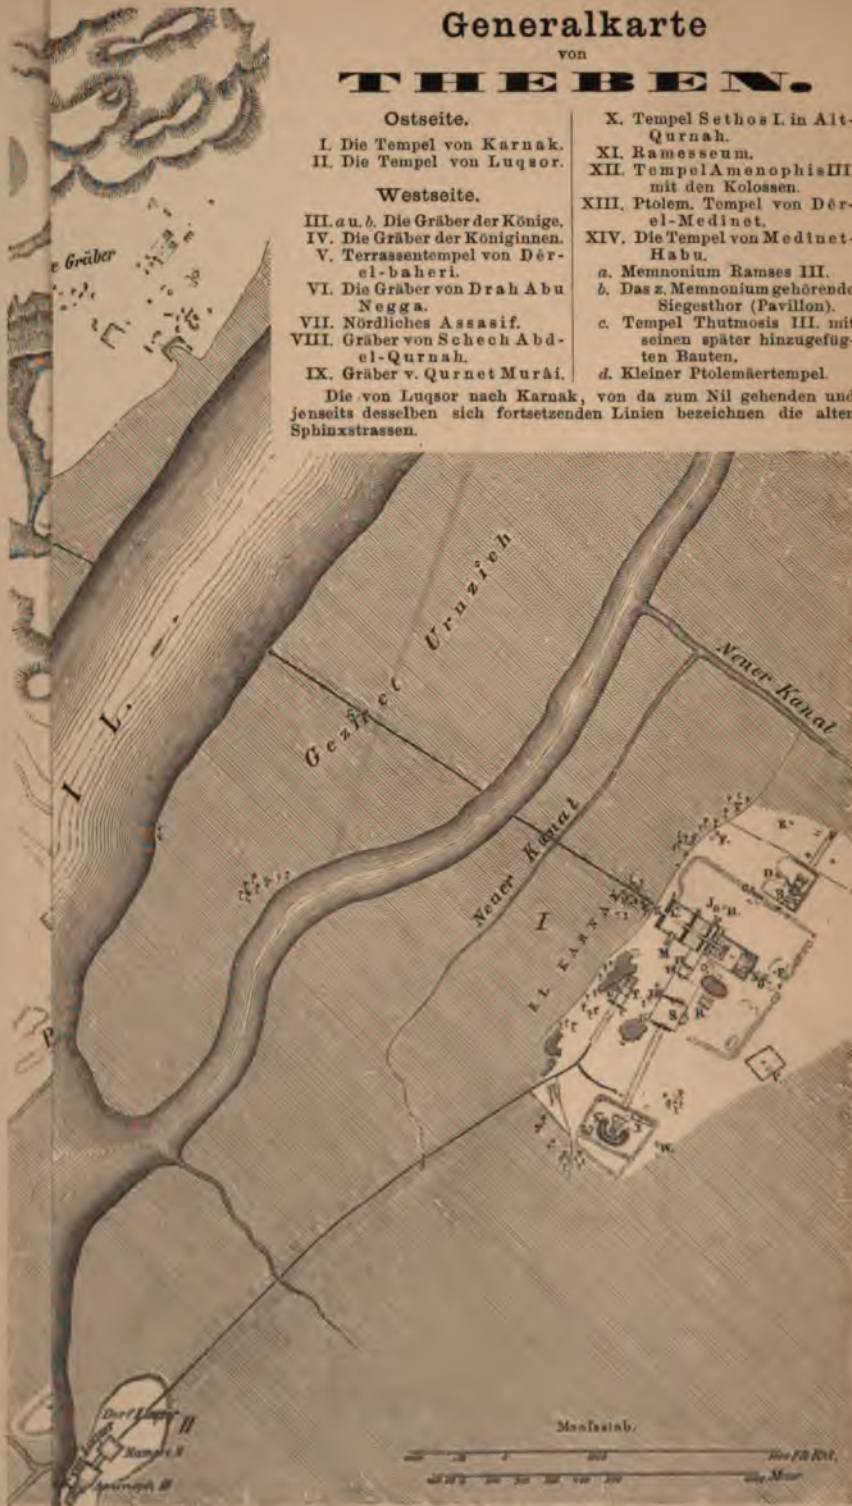 Generalkarte
von
THEBEN.
Ostseite.
I. Die Tempel von Karnak.
II. Die Tempel von Luqsor.
Westseite.
III. a u. b. Die Gräber der Könige.
IV. Die Gräber der Königinnen.
V. Terrassentempel von Dêr-
el-baheri.
VI. Die Gräber von Drah Abu
Negga.
VII. Nördliches Assasif.
VIII. Gräber von Schech Abd-
el-Qurnah.
IX. Gräber v. Qurnet Murâi.
X. Tempel Sethos I. in Alt-
Qurnah.
XI. Ramesseum.
XII. Tempel Amenophis III
mit den Kolossen.
XIII. Ptolem. Tempel von Dêr-
el-Medinet.
XIV. Die Tempel von Medinet-
Habu.
a. Memnonium Ramses III.
b. Das z. Memnonium gehörende
Siegesthor (Pavillon).
c. Tempel Thutmosis III. mit
seinen später hinzugefüg-
ten Bauten.
d. Kleiner Ptolemäertempel.
Die von Luqsor nach Karnak, von da zum Nil gehenden und
jenseits desselben sich fortsetzenden Linien bezeichnen die alten
Sphinxstrassen.
e Gräber
I L.
Geziret Urnzieh
Neuer Kanal
Neuer Kanal
I
EL KARNAK
II
Maafsstab.